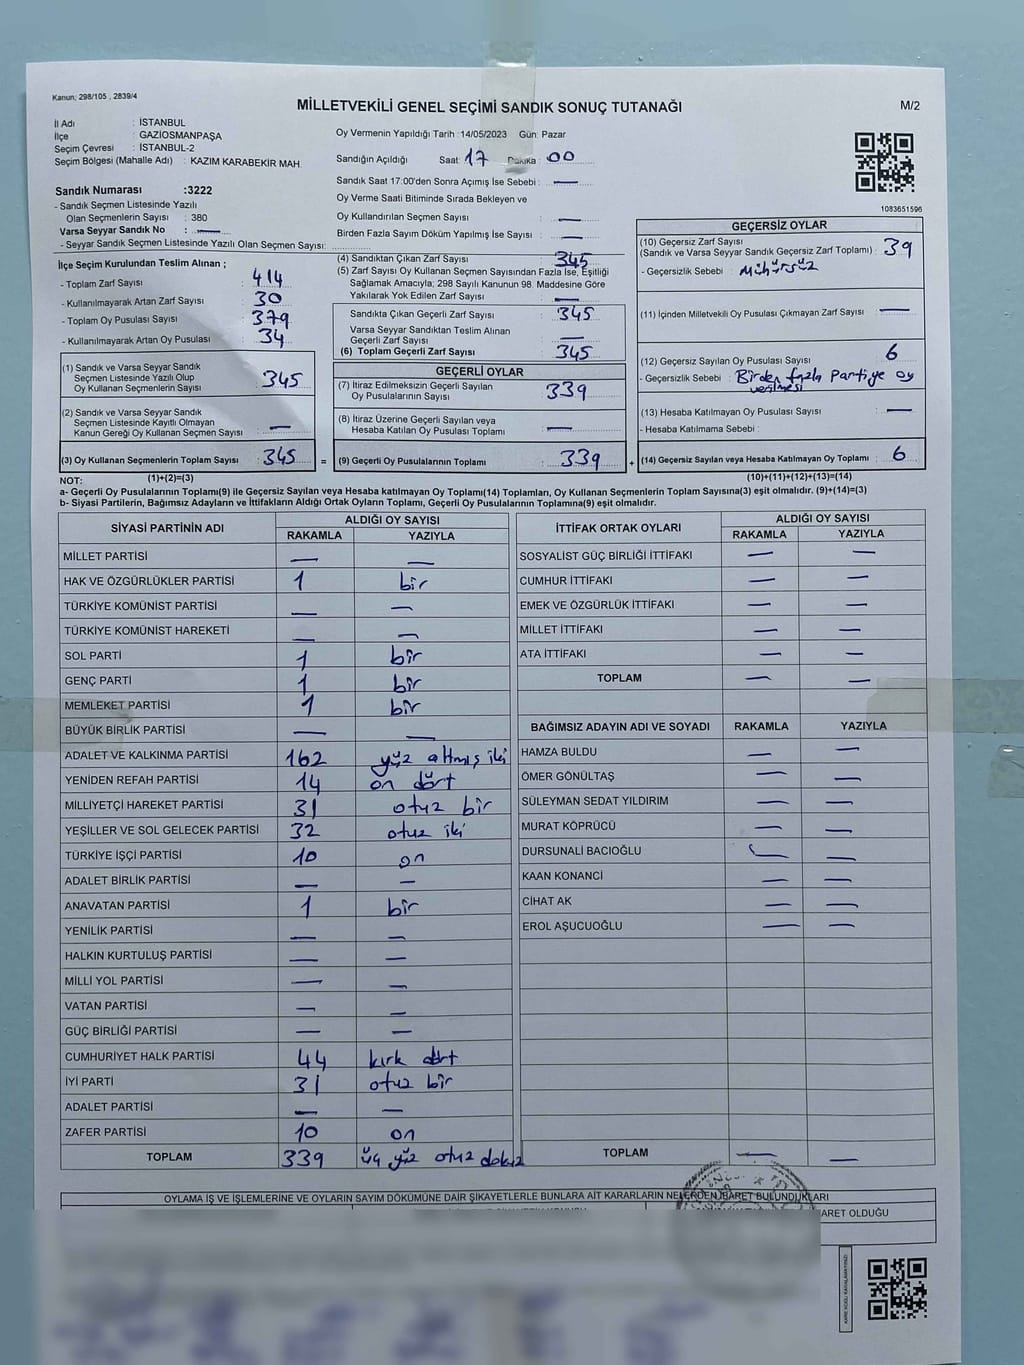 Kanun; 298/105 , 2839/4
MİLLETVEKİLİ GENEL SEÇİMİ SANDIK SONUÇ TUTANAĞI
M/2
İl Adı : İSTANBUL
İlçe : GAZİOSMANPAŞA
Seçim Çevresi : İSTANBUL-2
Seçim Bölgesi (Mahalle Adı) : KAZIM KARABEKİR MAH.
Oy Vermenin Yapıldığı Tarih :14/05/2023 Gün: Pazar
Sandığın Açıldığı Saat: 17 Dakika : 00
Sandık Saat 17:00'den Sonra Açımış İse Sebebi : —
Oy Verme Saati Bitiminde Sırada Bekleyen ve
Oy Kullandırılan Seçmen Sayısı : —
Birden Fazla Sayım Döküm Yapılmış İse Sayısı : —
1083651596
Sandık Numarası :3222
- Sandık Seçmen Listesinde Yazılı
Olan Seçmenlerin Sayısı : 380
Varsa Seyyar Sandık No : —
- Seyyar Sandık Seçmen Listesinde Yazılı Olan Seçmen Sayısı:
İlçe Seçim Kurulundan Teslim Alınan ;
- Toplam Zarf Sayısı : 414
- Kullanılmayarak Artan Zarf Sayısı : 30
- Toplam Oy Pusulası Sayısı : 379
- Kullanılmayarak Artan Oy Pusulası : 34
(1) Sandık ve Varsa Seyyar Sandık
Seçmen Listesinde Yazılı Olup
Oy Kullanan Seçmenlerin Sayısı : 345
(2) Sandık ve Varsa Seyyar Sandık
Seçmen Listesinde Kayıtlı Olmayan
Kanun Gereği Oy Kullanan Seçmen Sayısı : —
(3) Oy Kullanan Seçmenlerin Toplam Sayısı : 345
(4) Sandıktan Çıkan Zarf Sayısı : 345
(5) Zarf Sayısı Oy Kullanan Seçmen Sayısından Fazla İse, Eşitliği
Sağlamak Amacıyla; 298 Sayılı Kanunun 98. Maddesine Göre
Yakılarak Yok Edilen Zarf Sayısı : —
Sandıkta Çıkan Geçerli Zarf Sayısı : 345
Varsa Seyyar Sandıktan Teslim Alınan
Geçerli Zarf Sayısı : —
(6) Toplam Geçerli Zarf Sayısı : 345
GEÇERLİ OYLAR
(7) İtiraz Edilmeksizin Geçerli Sayılan
Oy Pusulalarının Sayısı : 339
(8) İtiraz Üzerine Geçerli Sayılan veya
Hesaba Katılan Oy Pusulası Toplamı : —
= (9) Geçerli Oy Pusulalarının Toplamı : 339
GEÇERSİZ OYLAR
(10) Geçersiz Zarf Sayısı
(Sandık ve Varsa Seyyar Sandık Geçersiz Zarf Toplamı) : 39
- Geçersizlik Sebebi : Mühürsüz
(11) İçinden Milletvekili Oy Pusulası Çıkmayan Zarf Sayısı : —
(12) Geçersiz Sayılan Oy Pusulası Sayısı : 6
- Geçersizlik Sebebi : Birden fazla Partiye oy
verilmesi
(13) Hesaba Katılmayan Oy Pusulası Sayısı : —
- Hesaba Katılmama Sebebi :
+ (14) Geçersiz Sayılan veya Hesaba Katılmayan Oy Toplamı : 6
NOT: (1)+(2)=(3)
(10)+(11)+(12)+(13)=(14)
a- Geçerli Oy Pusulalarının Toplamı(9) ile Geçersiz Sayılan veya Hesaba katılmayan Oy Toplamı(14) Toplamları, Oy Kullanan Seçmenlerin Toplam Sayısına(3) eşit olmalıdır. (9)+(14)=(3)
b- Siyasi Partilerin, Bağımsız Adayların ve İttifakların Aldığı Ortak Oyların Toplamı, Geçerli Oy Pusulalarının Toplamına(9) eşit olmalıdır.
SİYASİ PARTİNİN ADI
ALDIĞI OY SAYISI
RAKAMLA YAZIYLA
MİLLET PARTİSİ — —
HAK VE ÖZGÜRLÜKLER PARTİSİ 1 bir
TÜRKİYE KOMÜNİST PARTİSİ — —
TÜRKİYE KOMÜNİST HAREKETİ — —
SOL PARTİ 1 bir
GENÇ PARTİ 1 bir
MEMLEKET PARTİSİ 1 bir
BÜYÜK BİRLİK PARTİSİ — —
ADALET VE KALKINMA PARTİSİ 162 yüz altmış iki
YENİDEN REFAH PARTİSİ 14 on dört
MİLLİYETÇİ HAREKET PARTİSİ 31 otuz bir
YEŞİLLER VE SOL GELECEK PARTİSİ 32 otuz iki
TÜRKİYE İŞÇİ PARTİSİ 10 on
ADALET BİRLİK PARTİSİ — —
ANAVATAN PARTİSİ 1 bir
YENİLİK PARTİSİ — —
HALKIN KURTULUŞ PARTİSİ — —
MİLLİ YOL PARTİSİ — —
VATAN PARTİSİ — —
GÜÇ BİRLİĞİ PARTİSİ — —
CUMHURİYET HALK PARTİSİ 44 kırk dört
İYİ PARTİ 31 otuz bir
ADALET PARTİSİ — —
ZAFER PARTİSİ 10 on
TOPLAM 339 üç yüz otuz dokuz
İTTİFAK ORTAK OYLARI
ALDIĞI OY SAYISI
RAKAMLA YAZIYLA
SOSYALİST GÜÇ BİRLİĞİ İTTİFAKI — —
CUMHUR İTTİFAKI — —
EMEK VE ÖZGÜRLÜK İTTİFAKI — —
MİLLET İTTİFAKI — —
ATA İTTİFAKI — —
TOPLAM — —
BAĞIMSIZ ADAYIN ADI VE SOYADI RAKAMLA YAZIYLA
HAMZA BULDU — —
ÖMER GÖNÜLTAŞ — —
SÜLEYMAN SEDAT YILDIRIM — —
MURAT KÖPRÜCÜ — —
DURSUNALİ BACIOĞLU — —
KAAN KONANCİ — —
CİHAT AK — —
EROL AŞUCUOĞLU — —
TOPLAM — —
OYLAMA İŞ VE İŞLEMLERİNE VE OYLARIN SAYIM DÖKÜMÜNE DAİR ŞİKAYETLERLE BUNLARA AİT KARARLARIN NELERDEN İBARET BULUNDUKLARI
ARET OLDUĞU